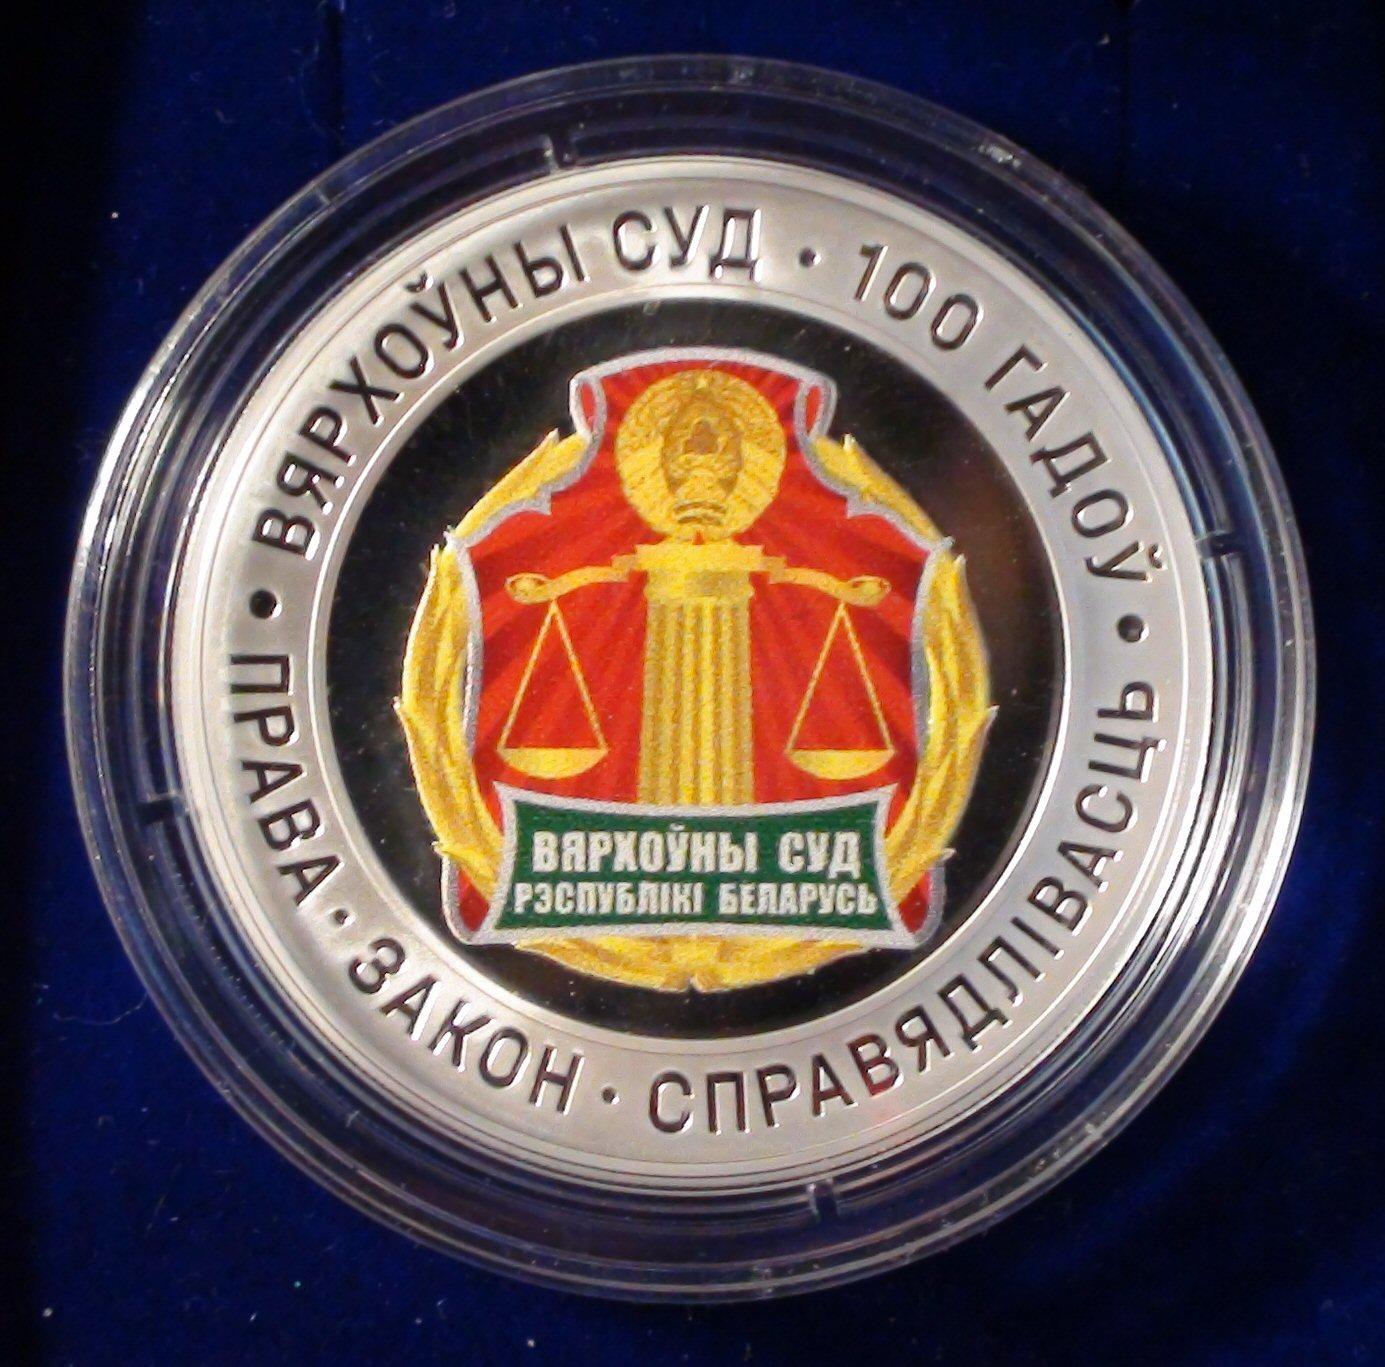 ВЯРХОЎНЫ СУД · 100 ГАДОЎ · СПРАВЯДЛІВАСЦЬ · ЗАКОН · ПРАВА ·
ВЯРХОЎНЫ СУД
РЭСПУБЛІКІ БЕЛАРУСЬ